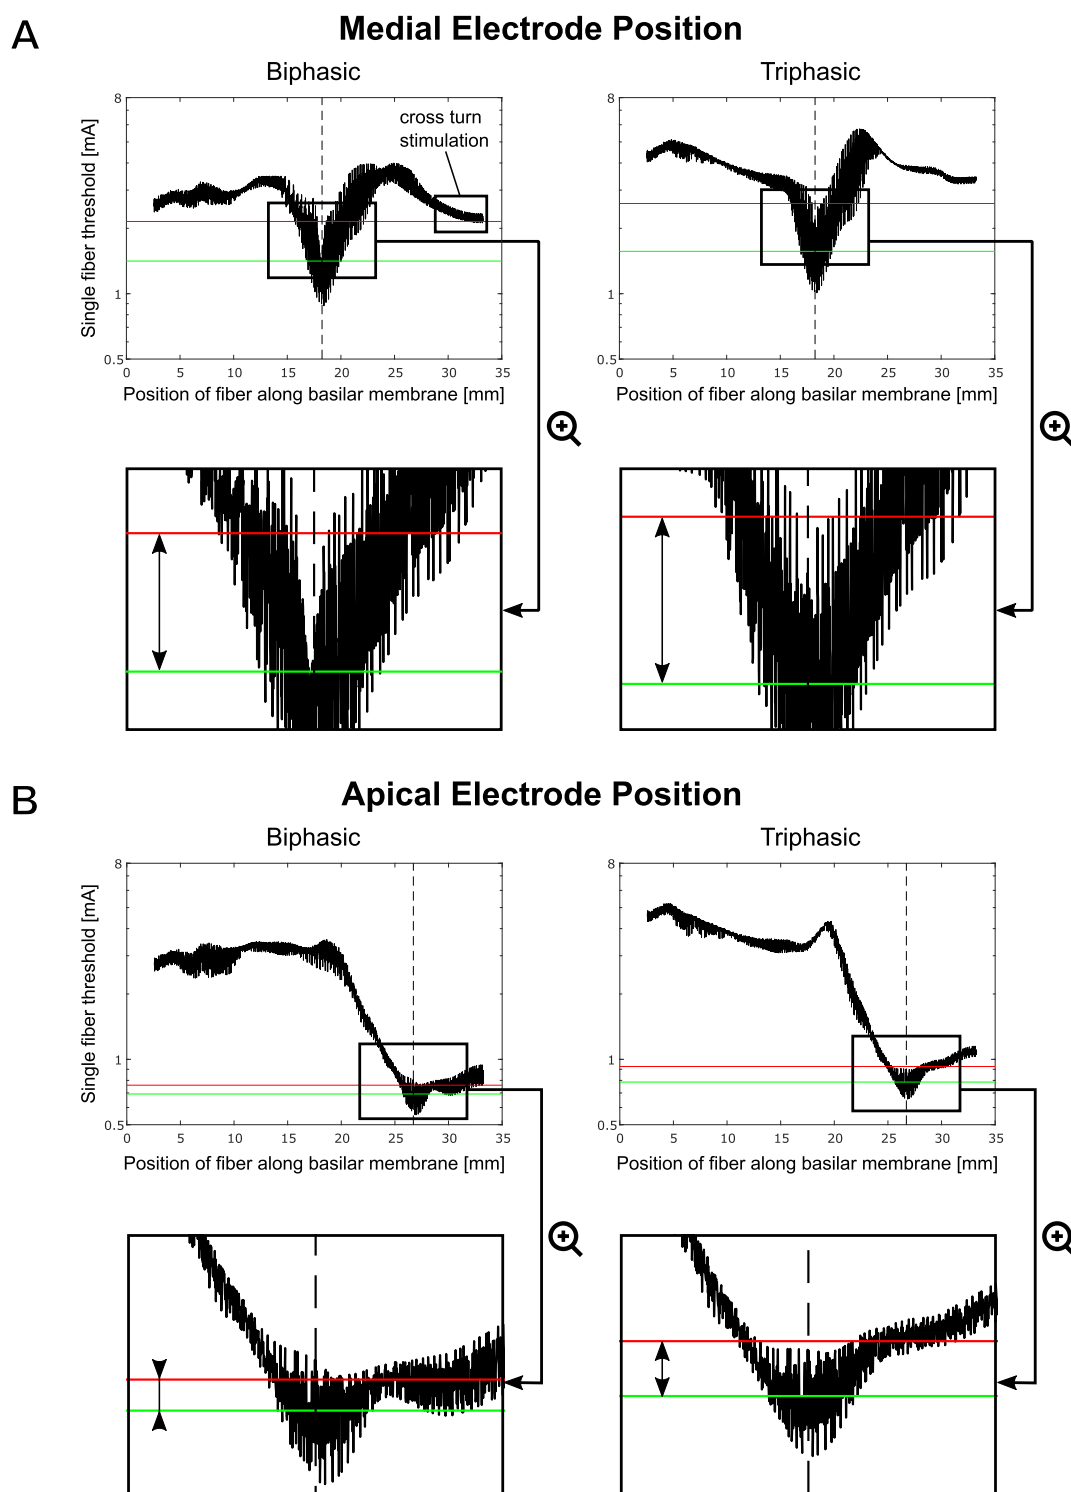 A
Medial Electrode Position
Biphasic
Triphasic
cross turn
stimulation
Single fiber threshold [mA]
8
1
0.5
0 5 10 15 20 25 30 35
Position of fiber along basilar membrane [mm]
8
1
0.5
0 5 10 15 20 25 30 35
Position of fiber along basilar membrane [mm]
B
Apical Electrode Position
Biphasic
Triphasic
Single fiber threshold [mA]
8
1
0.5
0 5 10 15 20 25 30 35
Position of fiber along basilar membrane [mm]
8
1
0.5
0 5 10 15 20 25 30 35
Position of fiber along basilar membrane [mm]